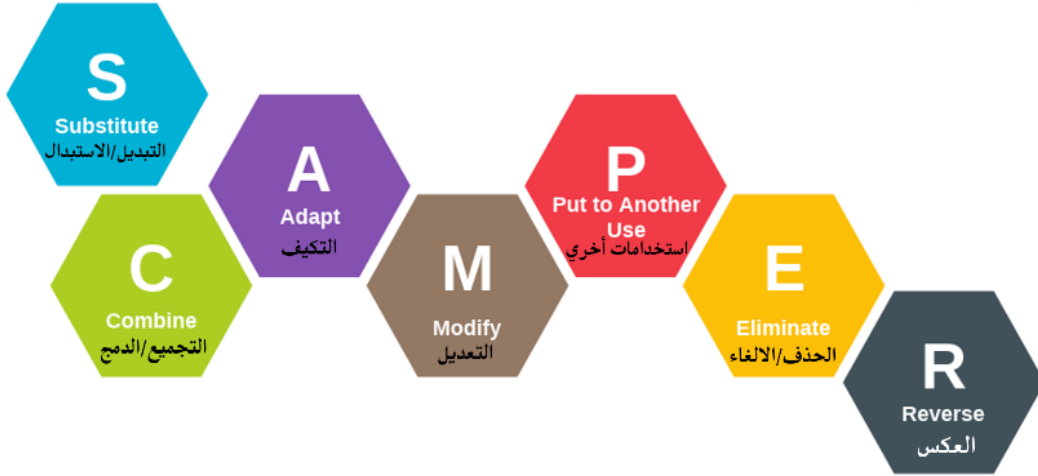 S
Substitute
التبديل/الاستبدال
C
Combine
التجميع/الدمج
A
Adapt
التكيف
M
Modify
التعديل
P
Put to Another
Use
استخدامات أخري
E
Eliminate
الحذف/الالغاء
R
Reverse
العكس